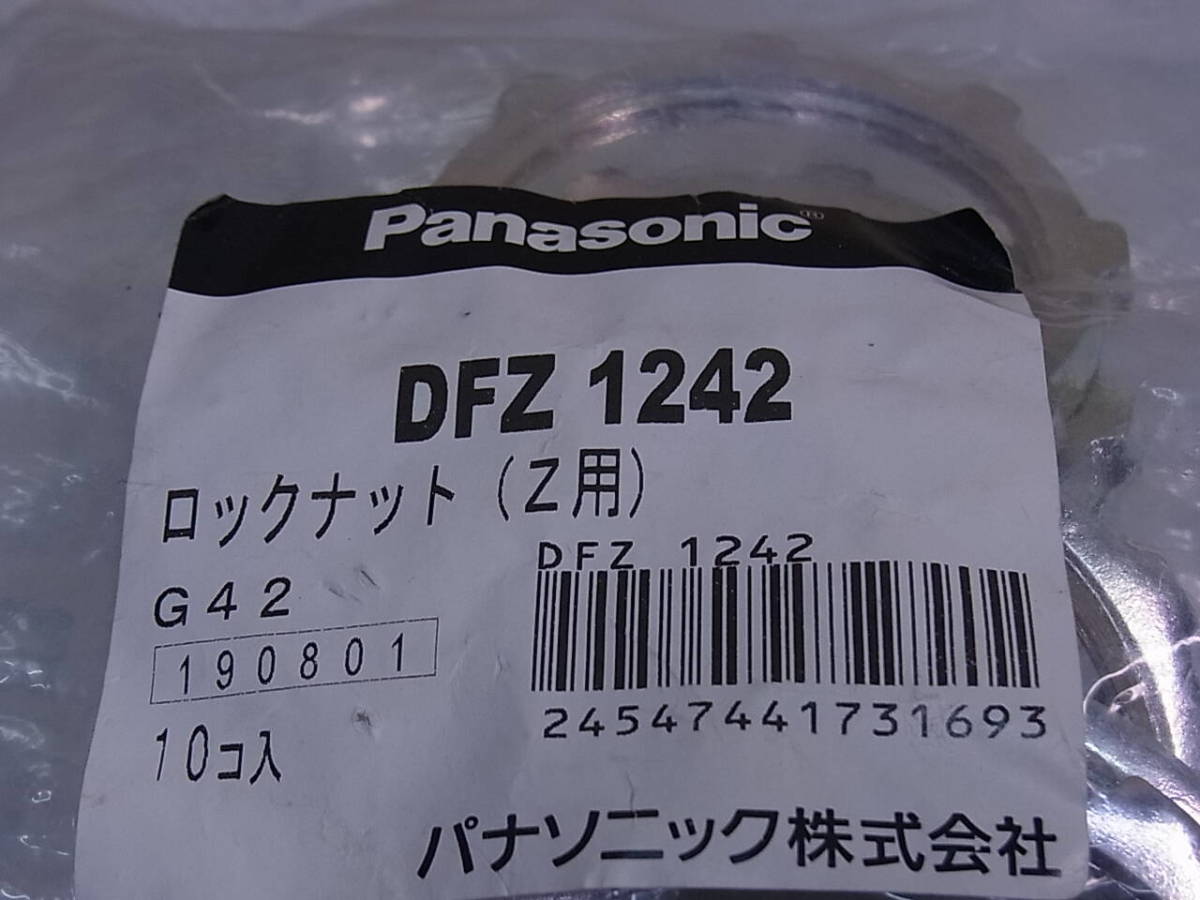 Panasonic®
DFZ 1242
ロックナット（Z用）
G42
190801
10コ入
DFZ 1242
24547441731693
パナソニック株式会社